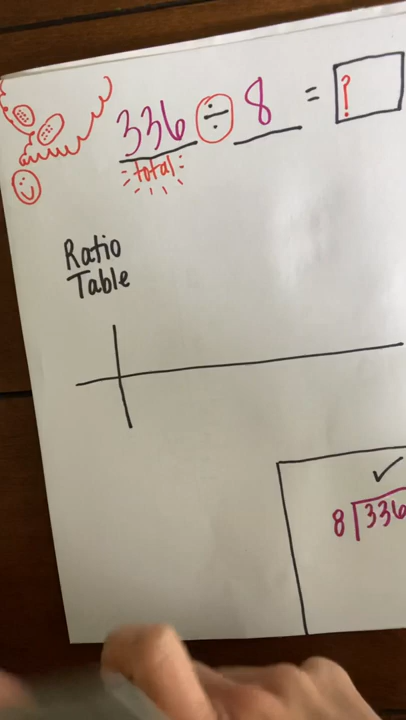 336 ÷ 8 = ?
total
Ratio
Table
✓
8⟌336